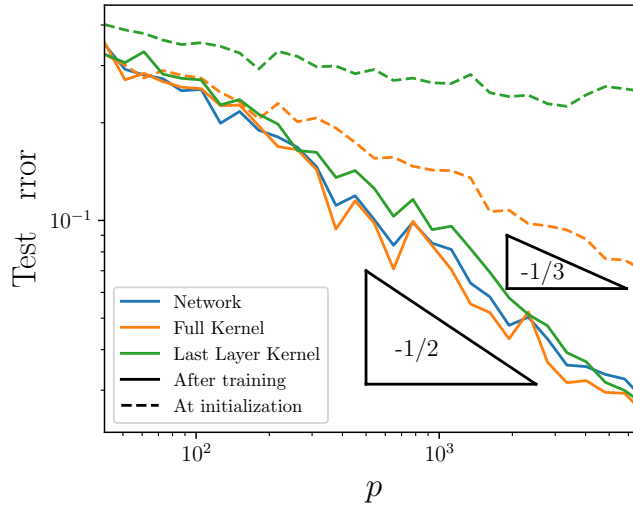 Test rror
10^{-1}
-1/3
-1/2
Network
Full Kernel
Last Layer Kernel
After training
At initialization
10^2
10^3
p